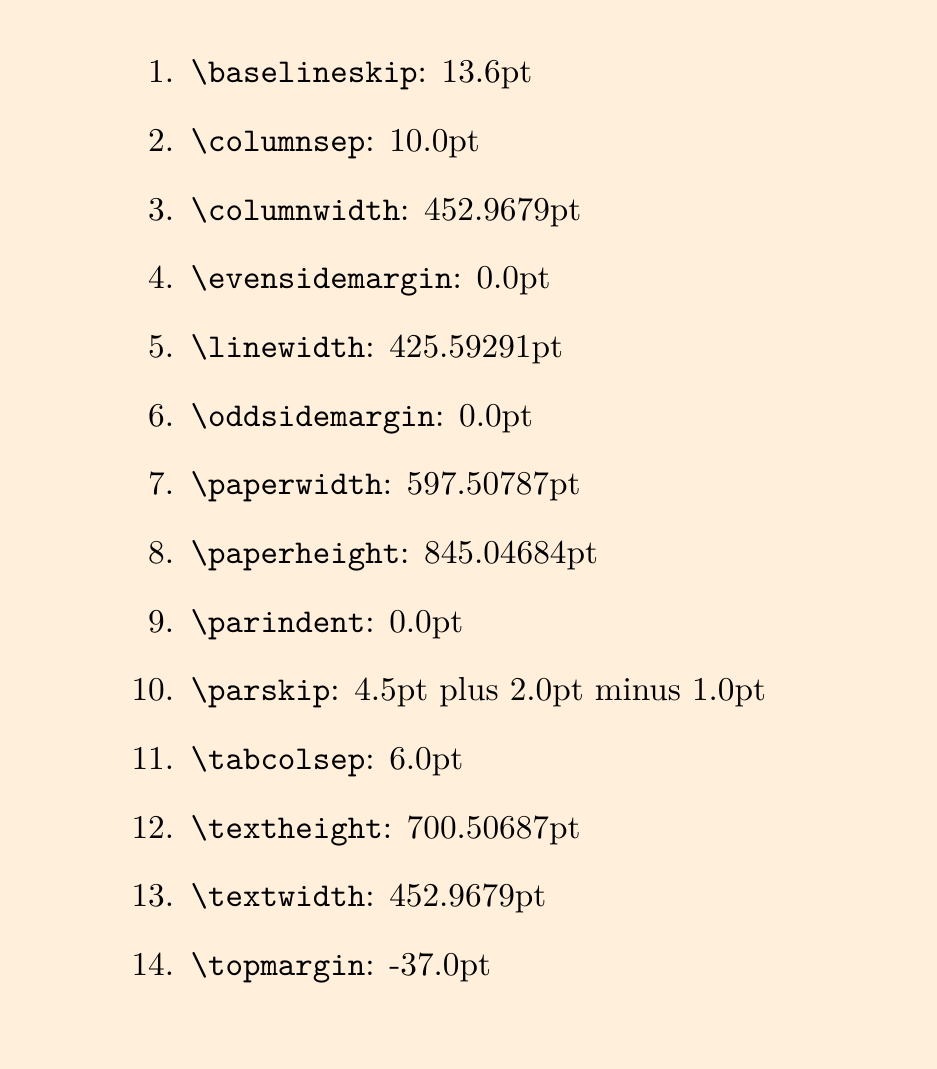 1. \baselineskip: 13.6pt
2. \columnsep: 10.0pt
3. \columnwidth: 452.9679pt
4. \evensidemargin: 0.0pt
5. \linewidth: 425.59291pt
6. \oddsidemargin: 0.0pt
7. \paperwidth: 597.50787pt
8. \paperheight: 845.04684pt
9. \parindent: 0.0pt
10. \parskip: 4.5pt plus 2.0pt minus 1.0pt
11. \tabcolsep: 6.0pt
12. \textheight: 700.50687pt
13. \textwidth: 452.9679pt
14. \topmargin: -37.0pt